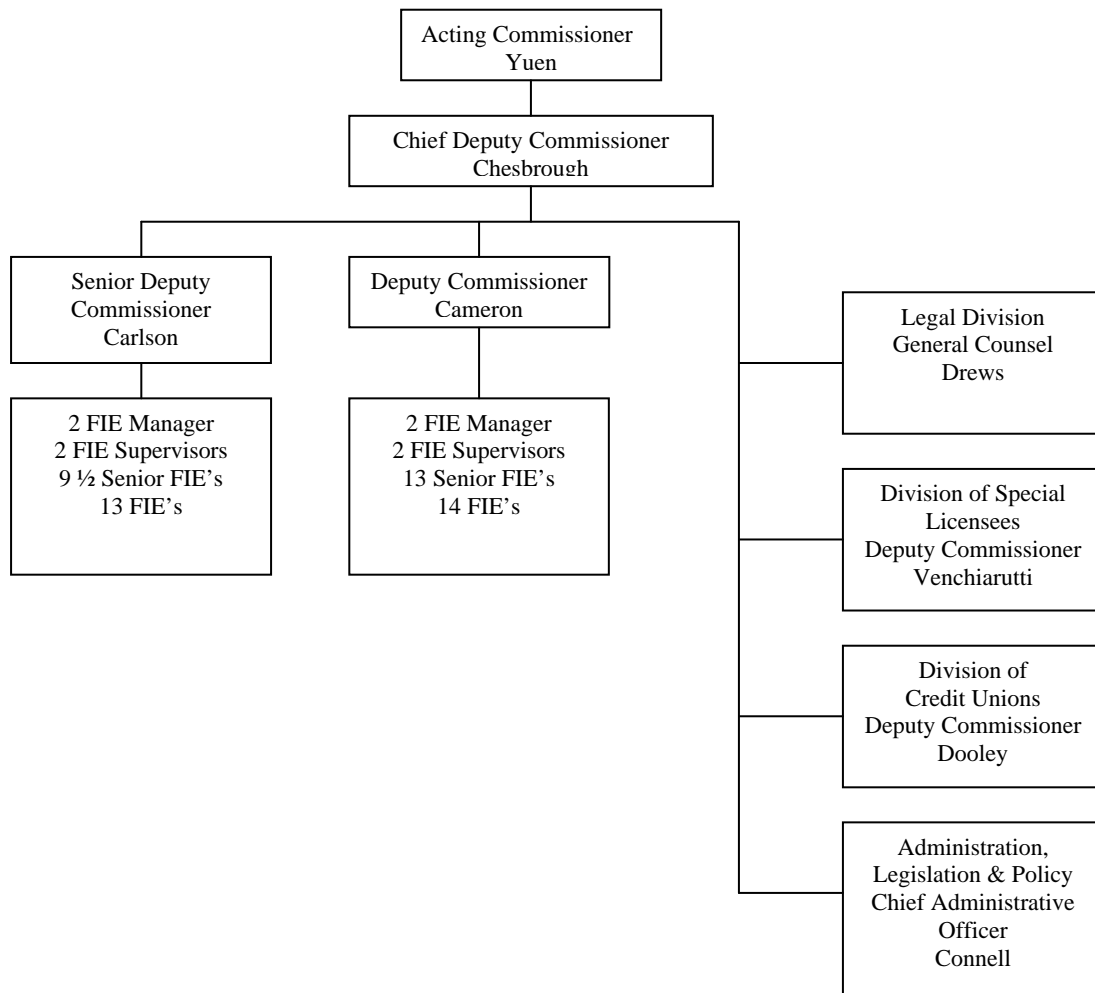 Acting Commissioner
Yuen
Chief Deputy Commissioner
Chesbrough
Senior Deputy
Commissioner
Carlson
Deputy Commissioner
Cameron
2 FIE Manager
2 FIE Supervisors
9 ½ Senior FIE’s
13 FIE’s
2 FIE Manager
2 FIE Supervisors
13 Senior FIE’s
14 FIE’s
Legal Division
General Counsel
Drews
Division of Special
Licensees
Deputy Commissioner
Venchiarutti
Division of
Credit Unions
Deputy Commissioner
Dooley
Administration,
Legislation & Policy
Chief Administrative
Officer
Connell